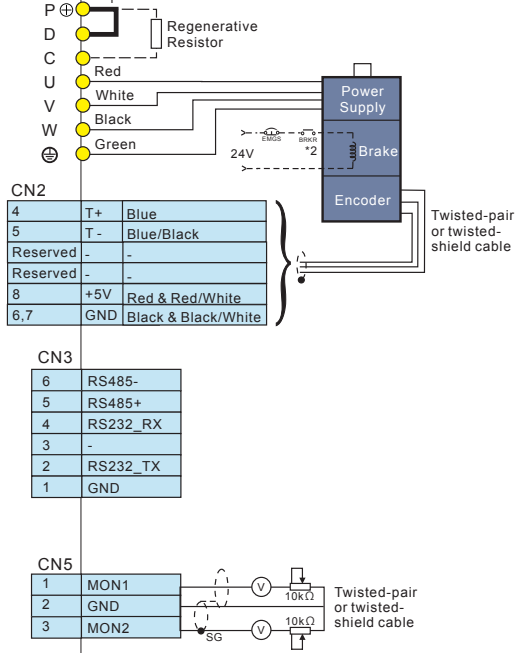 P ⊕
D
C
Regenerative
Resistor
U Red
V White
W Black
Green
Power
Supply
EMGS
BRKR
24V
*2
Brake
Encoder
Twisted-pair
or twisted-
shield cable
CN2
4 T+ Blue
5 T - Blue/Black
Reserved - -
Reserved - -
8 +5V Red & Red/White
6,7 GND Black & Black/White
CN3
6 RS485-
5 RS485+
4 RS232_RX
3 -
2 RS232_TX
1 GND
CN5
1 MON1
2 GND
3 MON2
V
10kΩ
SG
V
10kΩ
Twisted-pair
or twisted-
shield cable